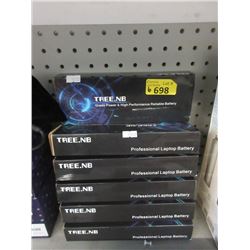 698
TREE.NB
Green Power & High Performance Reliable Battery
TREE.NB
Professional Laptop Battery
TREE.NB
Professional Laptop Battery
TREE.NB
Professional Laptop Battery
TREE.NB
Professional Laptop Battery
TREE.NB
Professional Laptop Battery